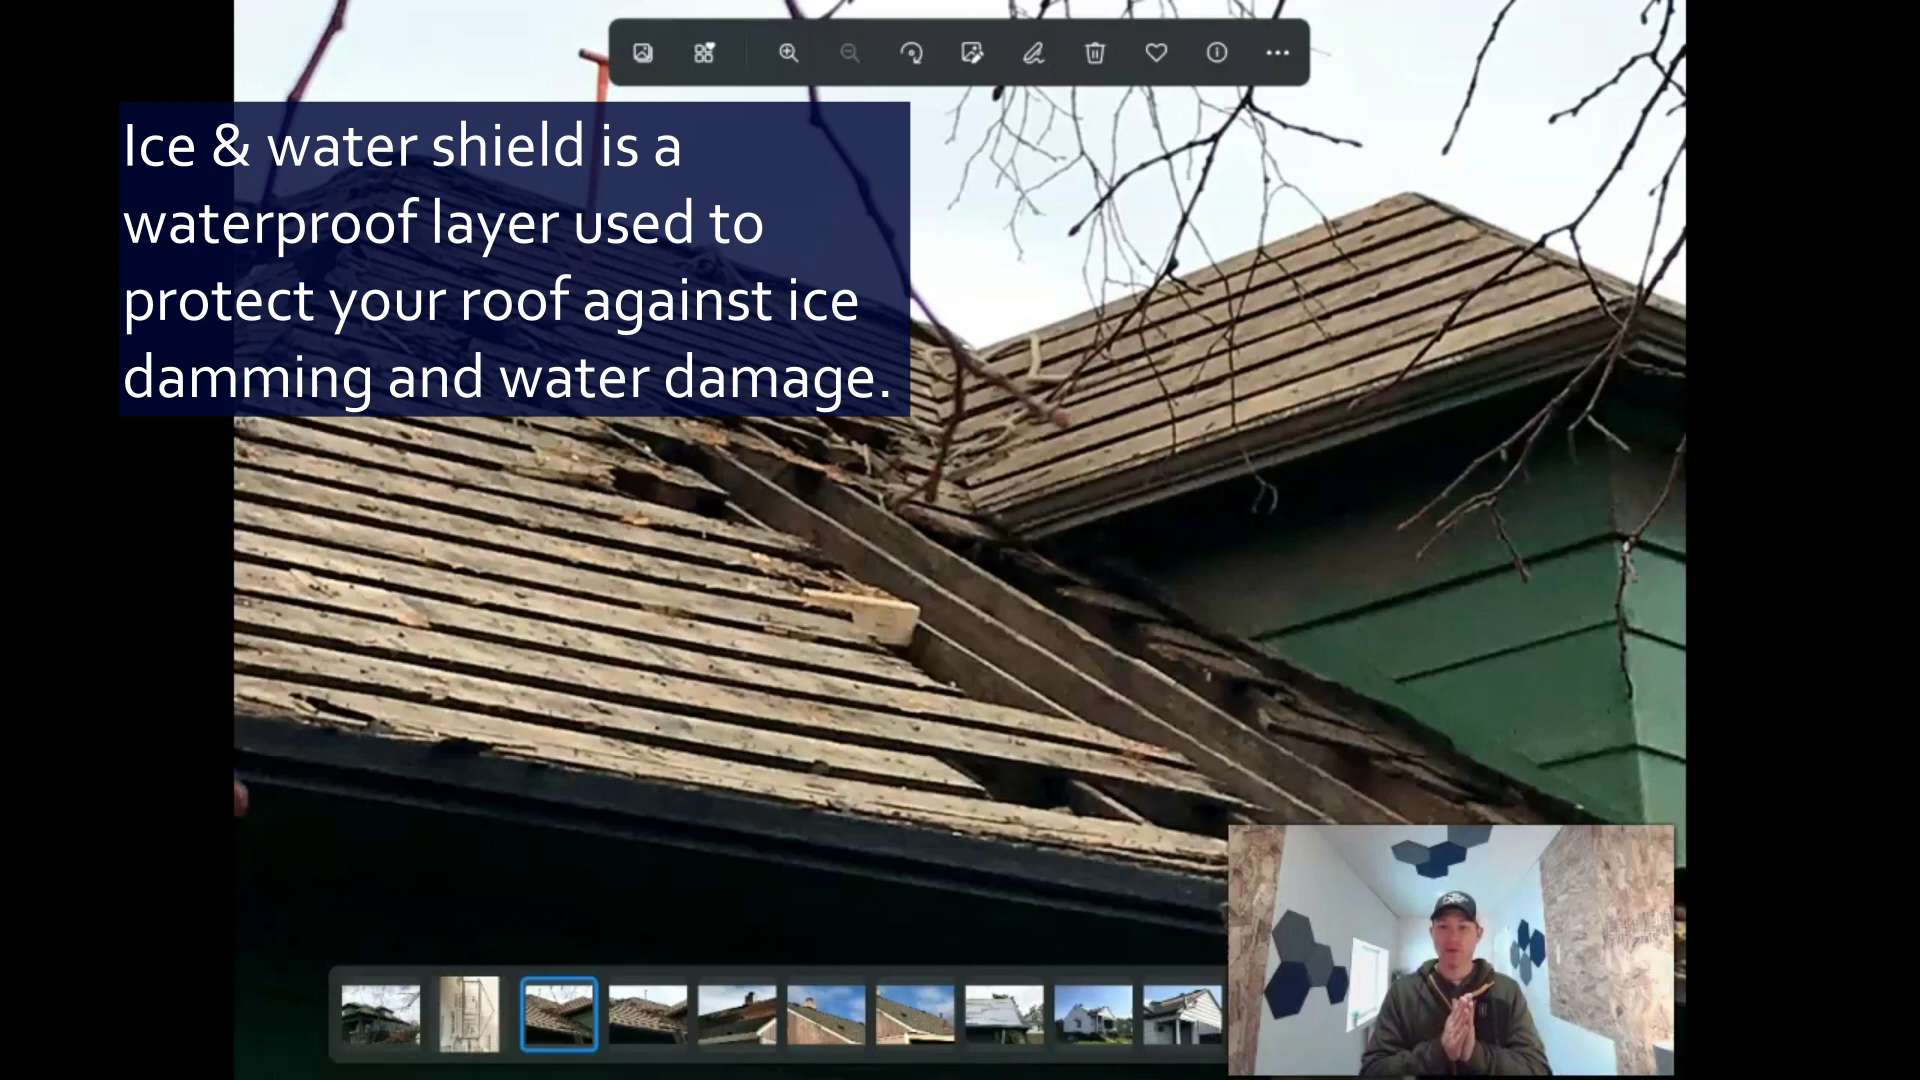 Ice & water shield is a
waterproof layer used to
protect your roof against ice
damming and water damage.